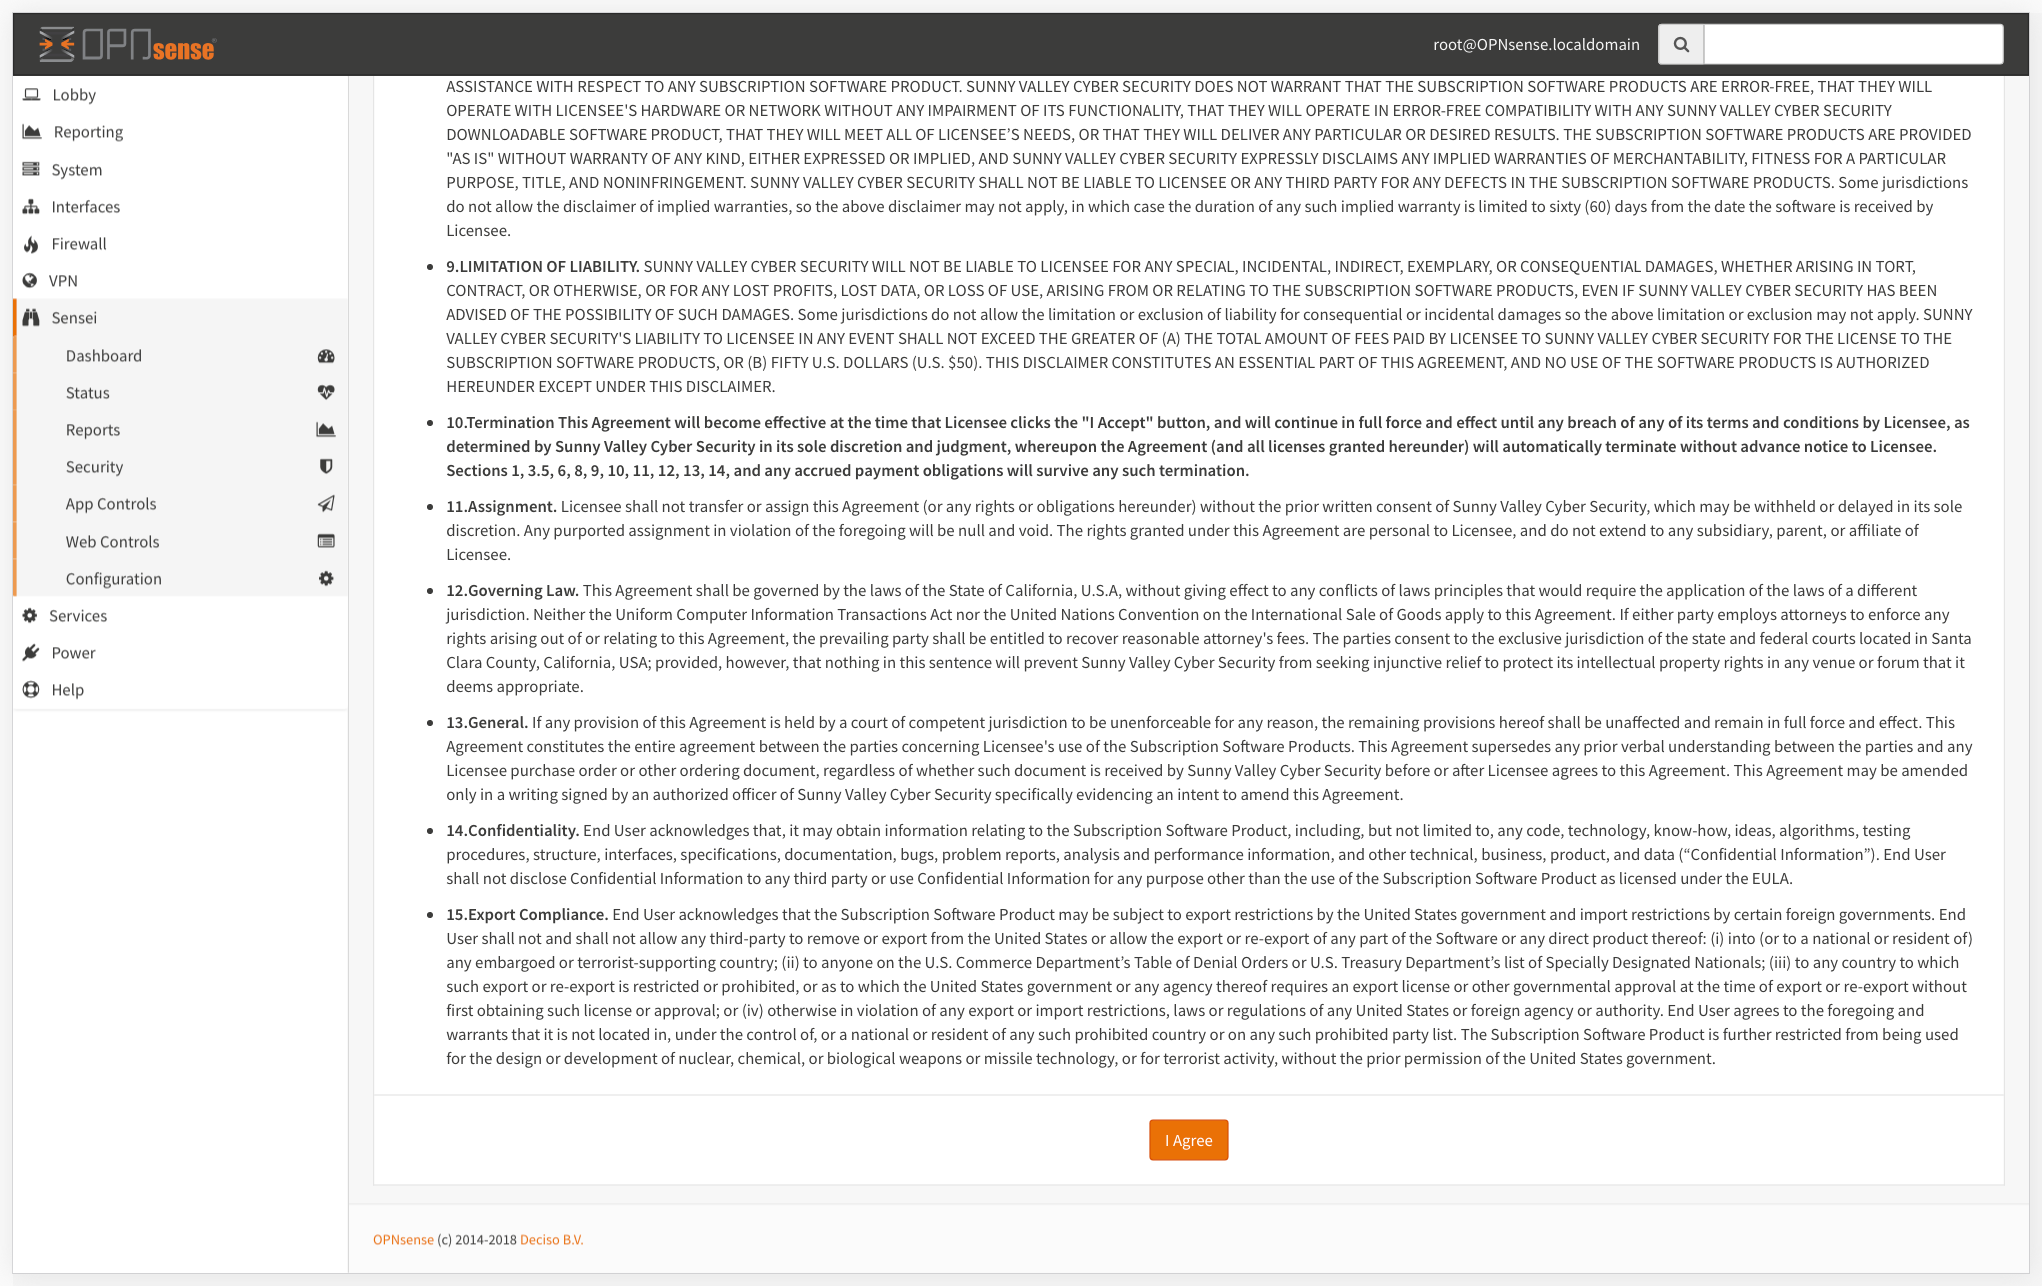 OPNsense
root@OPNsense.localdomain
Lobby
Reporting
System
Interfaces
Firewall
VPN
Sensei
Dashboard
Status
Reports
Security
App Controls
Web Controls
Configuration
Services
Power
Help
ASSISTANCE WITH RESPECT TO ANY SUBSCRIPTION SOFTWARE PRODUCT. SUNNY VALLEY CYBER SECURITY DOES NOT WARRANT THAT THE SUBSCRIPTION SOFTWARE PRODUCTS ARE ERROR-FREE, THAT THEY WILL
OPERATE WITH LICENSEE'S HARDWARE OR NETWORK WITHOUT ANY IMPAIRMENT OF ITS FUNCTIONALITY, THAT THEY WILL OPERATE IN ERROR-FREE COMPATIBILITY WITH ANY SUNNY VALLEY CYBER SECURITY
DOWNLOADABLE SOFTWARE PRODUCT, THAT THEY WILL MEET ALL OF LICENSEE’S NEEDS, OR THAT THEY WILL DELIVER ANY PARTICULAR OR DESIRED RESULTS. THE SUBSCRIPTION SOFTWARE PRODUCTS ARE PROVIDED
"AS IS" WITHOUT WARRANTY OF ANY KIND, EITHER EXPRESSED OR IMPLIED, AND SUNNY VALLEY CYBER SECURITY EXPRESSLY DISCLAIMS ANY IMPLIED WARRANTIES OF MERCHANTABILITY, FITNESS FOR A PARTICULAR
PURPOSE, TITLE, AND NONINFRINGEMENT. SUNNY VALLEY CYBER SECURITY SHALL NOT BE LIABLE TO LICENSEE OR ANY THIRD PARTY FOR ANY DEFECTS IN THE SUBSCRIPTION SOFTWARE PRODUCTS. Some jurisdictions
do not allow the disclaimer of implied warranties, so the above disclaimer may not apply, in which case the duration of any such implied warranty is limited to sixty (60) days from the date the software is received by
Licensee.
• 9.LIMITATION OF LIABILITY. SUNNY VALLEY CYBER SECURITY WILL NOT BE LIABLE TO LICENSEE FOR ANY SPECIAL, INCIDENTAL, INDIRECT, EXEMPLARY, OR CONSEQUENTIAL DAMAGES, WHETHER ARISING IN TORT,
CONTRACT, OR OTHERWISE, OR FOR ANY LOST PROFITS, LOST DATA, OR LOSS OF USE, ARISING FROM OR RELATING TO THE SUBSCRIPTION SOFTWARE PRODUCTS, EVEN IF SUNNY VALLEY CYBER SECURITY HAS BEEN
ADVISED OF THE POSSIBILITY OF SUCH DAMAGES. Some jurisdictions do not allow the limitation or exclusion of liability for consequential or incidental damages so the above limitation or exclusion may not apply. SUNNY
VALLEY CYBER SECURITY'S LIABILITY TO LICENSEE IN ANY EVENT SHALL NOT EXCEED THE GREATER OF (A) THE TOTAL AMOUNT OF FEES PAID BY LICENSEE TO SUNNY VALLEY CYBER SECURITY FOR THE LICENSE TO THE
SUBSCRIPTION SOFTWARE PRODUCTS, OR (B) FIFTY U.S. DOLLARS (U.S. $50). THIS DISCLAIMER CONSTITUTES AN ESSENTIAL PART OF THIS AGREEMENT, AND NO USE OF THE SOFTWARE PRODUCTS IS AUTHORIZED
HEREUNDER EXCEPT UNDER THIS DISCLAIMER.
• 10.Termination This Agreement will become effective at the time that Licensee clicks the "I Accept" button, and will continue in full force and effect until any breach of any of its terms and conditions by Licensee, as
determined by Sunny Valley Cyber Security in its sole discretion and judgment, whereupon the Agreement (and all licenses granted hereunder) will automatically terminate without advance notice to Licensee.
Sections 1, 3.5, 6, 8, 9, 10, 11, 12, 13, 14, and any accrued payment obligations will survive any such termination.
• 11.Assignment. Licensee shall not transfer or assign this Agreement (or any rights or obligations hereunder) without the prior written consent of Sunny Valley Cyber Security, which may be withheld or delayed in its sole
discretion. Any purported assignment in violation of the foregoing will be null and void. The rights granted under this Agreement are personal to Licensee, and do not extend to any subsidiary, parent, or affiliate of
Licensee.
• 12.Governing Law. This Agreement shall be governed by the laws of the State of California, U.S.A, without giving effect to any conflicts of laws principles that would require the application of the laws of a different
jurisdiction. Neither the Uniform Computer Information Transactions Act nor the United Nations Convention on the International Sale of Goods apply to this Agreement. If either party employs attorneys to enforce any
rights arising out of or relating to this Agreement, the prevailing party shall be entitled to recover reasonable attorney's fees. The parties consent to the exclusive jurisdiction of the state and federal courts located in Santa
Clara County, California, USA; provided, however, that nothing in this sentence will prevent Sunny Valley Cyber Security from seeking injunctive relief to protect its intellectual property rights in any venue or forum that it
deems appropriate.
• 13.General. If any provision of this Agreement is held by a court of competent jurisdiction to be unenforceable for any reason, the remaining provisions hereof shall be unaffected and remain in full force and effect. This
Agreement constitutes the entire agreement between the parties concerning Licensee's use of the Subscription Software Products. This Agreement supersedes any prior verbal understanding between the parties and any
Licensee purchase order or other ordering document, regardless of whether such document is received by Sunny Valley Cyber Security before or after Licensee agrees to this Agreement. This Agreement may be amended
only in a writing signed by an authorized officer of Sunny Valley Cyber Security specifically evidencing an intent to amend this Agreement.
• 14.Confidentiality. End User acknowledges that, it may obtain information relating to the Subscription Software Product, including, but not limited to, any code, technology, know-how, ideas, algorithms, testing
procedures, structure, interfaces, specifications, documentation, bugs, problem reports, analysis and performance information, and other technical, business, product, and data (“Confidential Information”). End User
shall not disclose Confidential Information to any third party or use Confidential Information for any purpose other than the use of the Subscription Software Product as licensed under the EULA.
• 15.Export Compliance. End User acknowledges that the Subscription Software Product may be subject to export restrictions by the United States government and import restrictions by certain foreign governments. End
User shall not and shall not allow any third-party to remove or export from the United States or allow the export or re-export of any part of the Software or any direct product thereof: (i) into (or to a national or resident of)
any embargoed or terrorist-supporting country; (ii) to anyone on the U.S. Commerce Department’s Table of Denial Orders or U.S. Treasury Department’s list of Specially Designated Nationals; (iii) to any country to which
such export or re-export is restricted or prohibited, or as to which the United States government or any agency thereof requires an export license or other governmental approval at the time of export or re-export without
first obtaining such license or approval; or (iv) otherwise in violation of any export or import restrictions, laws or regulations of any United States or foreign agency or authority. End User agrees to the foregoing and
warrants that it is not located in, under the control of, or a national or resident of any such prohibited country or on any such prohibited party list. The Subscription Software Product is further restricted from being used
for the design or development of nuclear, chemical, or biological weapons or missile technology, or for terrorist activity, without the prior permission of the United States government.
I Agree
OPNsense (c) 2014-2018 Deciso B.V.